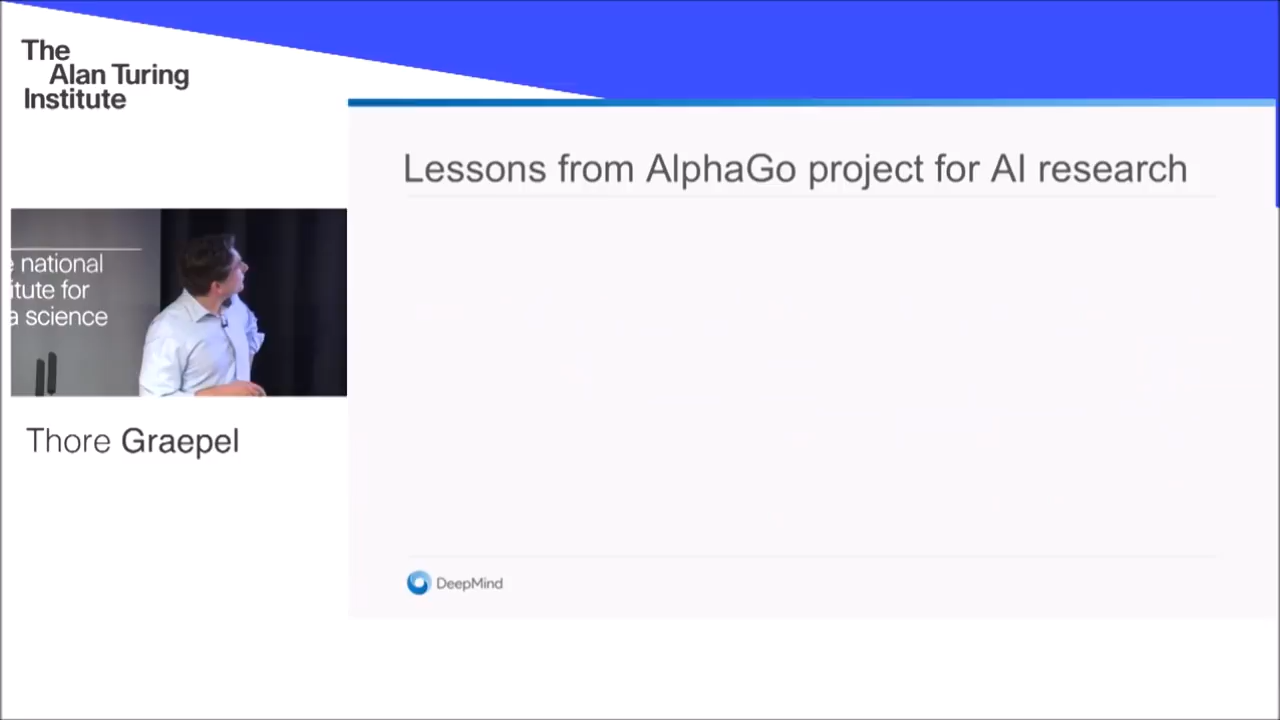 The
Alan Turing
Institute
Lessons from AlphaGo project for AI research
national
itute for
a science
Thore Graepel
DeepMind